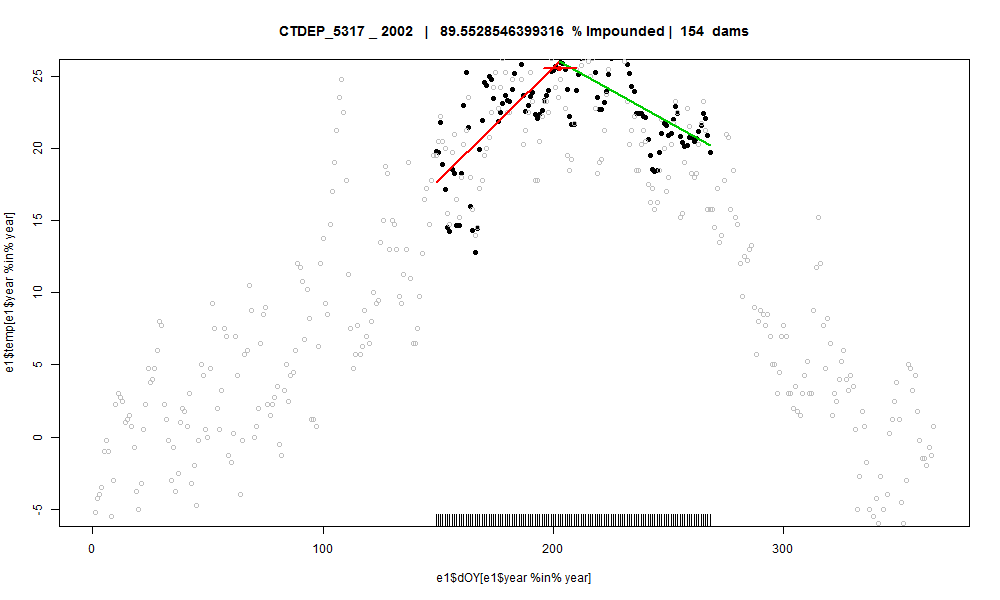 CTDEP_5317 _ 2002 | 89.5528546399316 % Impounded | 154 dams
e1$temp[e1$year %in% year]
25
20
15
10
5
0
-5
0 100 200 300
e1$dOY[e1$year %in% year]